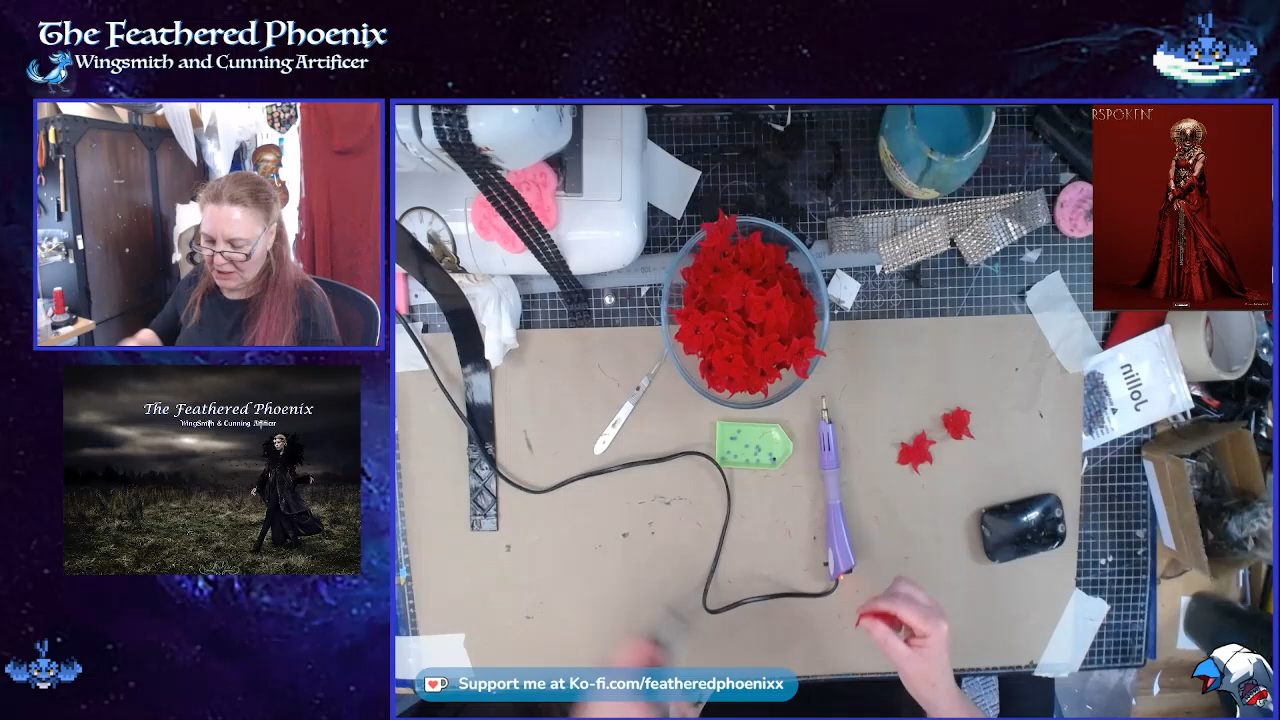 The Feathered Phoenix
Wingsmith and Cunning Artificer
RSPOKEN
The Feathered Phoenix
WingSmith & Cunning Artificer
nilloL
Support me at Ko-fi.com/featheredphoenixx